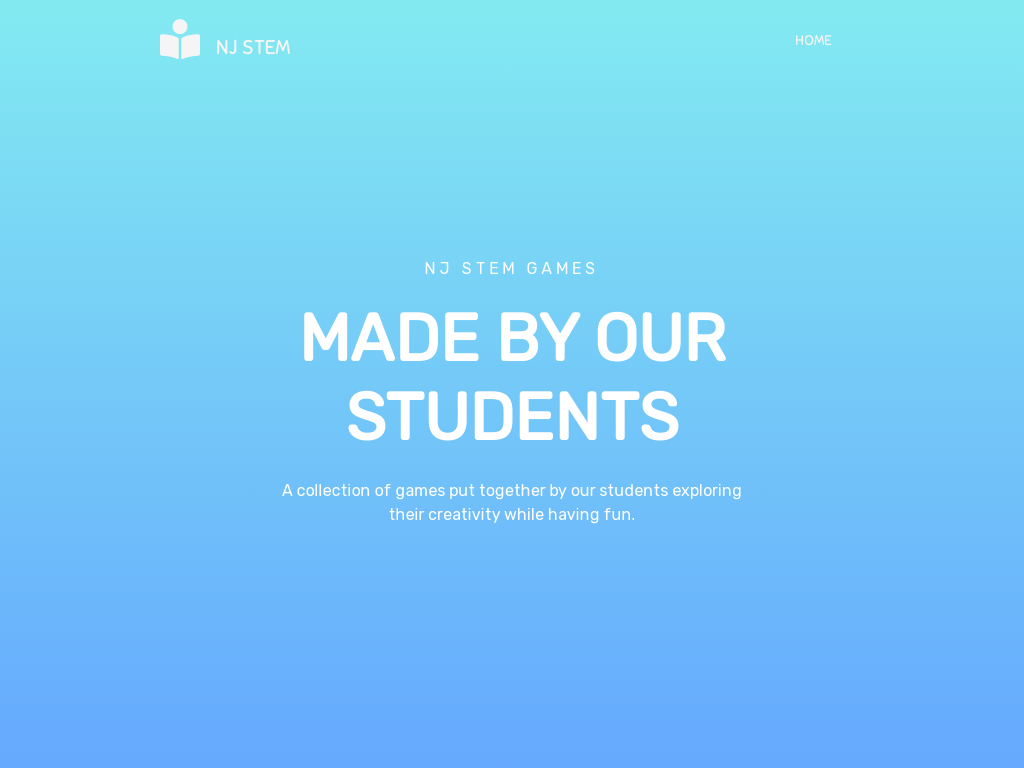 NJ STEM
HOME
NJ STEM GAMES
MADE BY OUR
STUDENTS
A collection of games put together by our students exploring
their creativity while having fun.